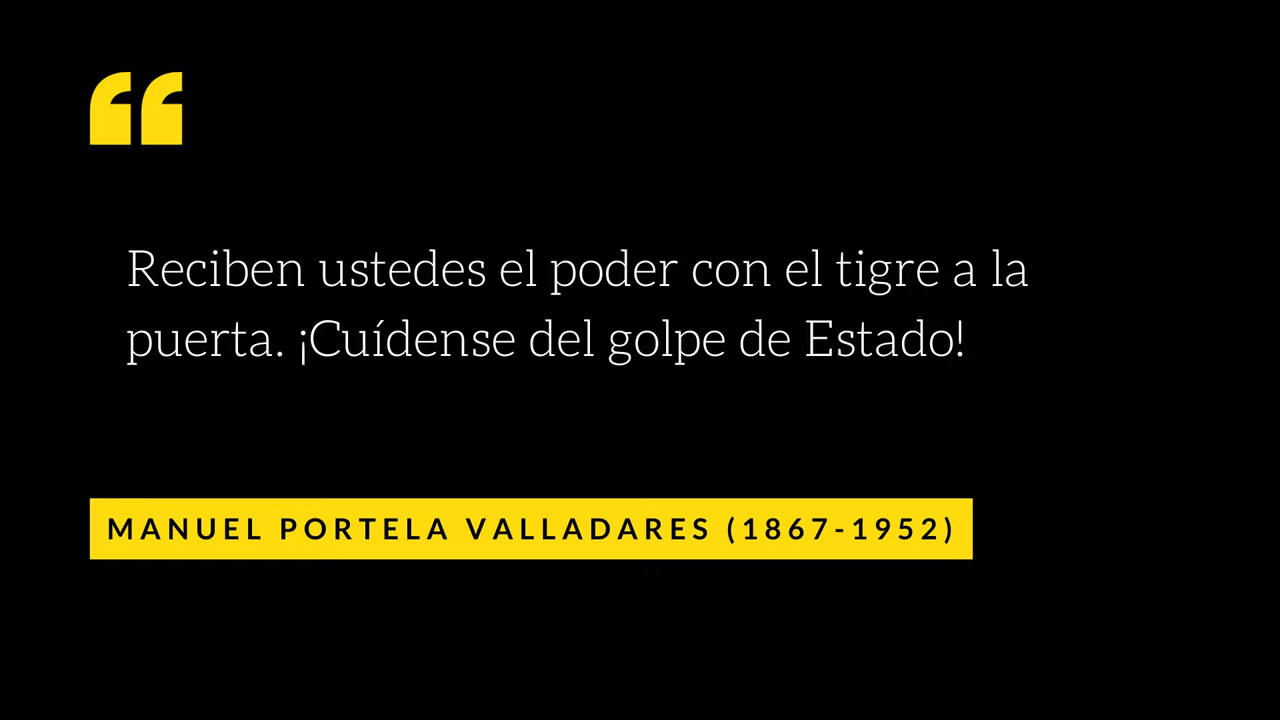 “
Reciben ustedes el poder con el tigre a la
puerta. ¡Cuídense del golpe de Estado!
MANUEL PORTELA VALLADARES (1867-1952)